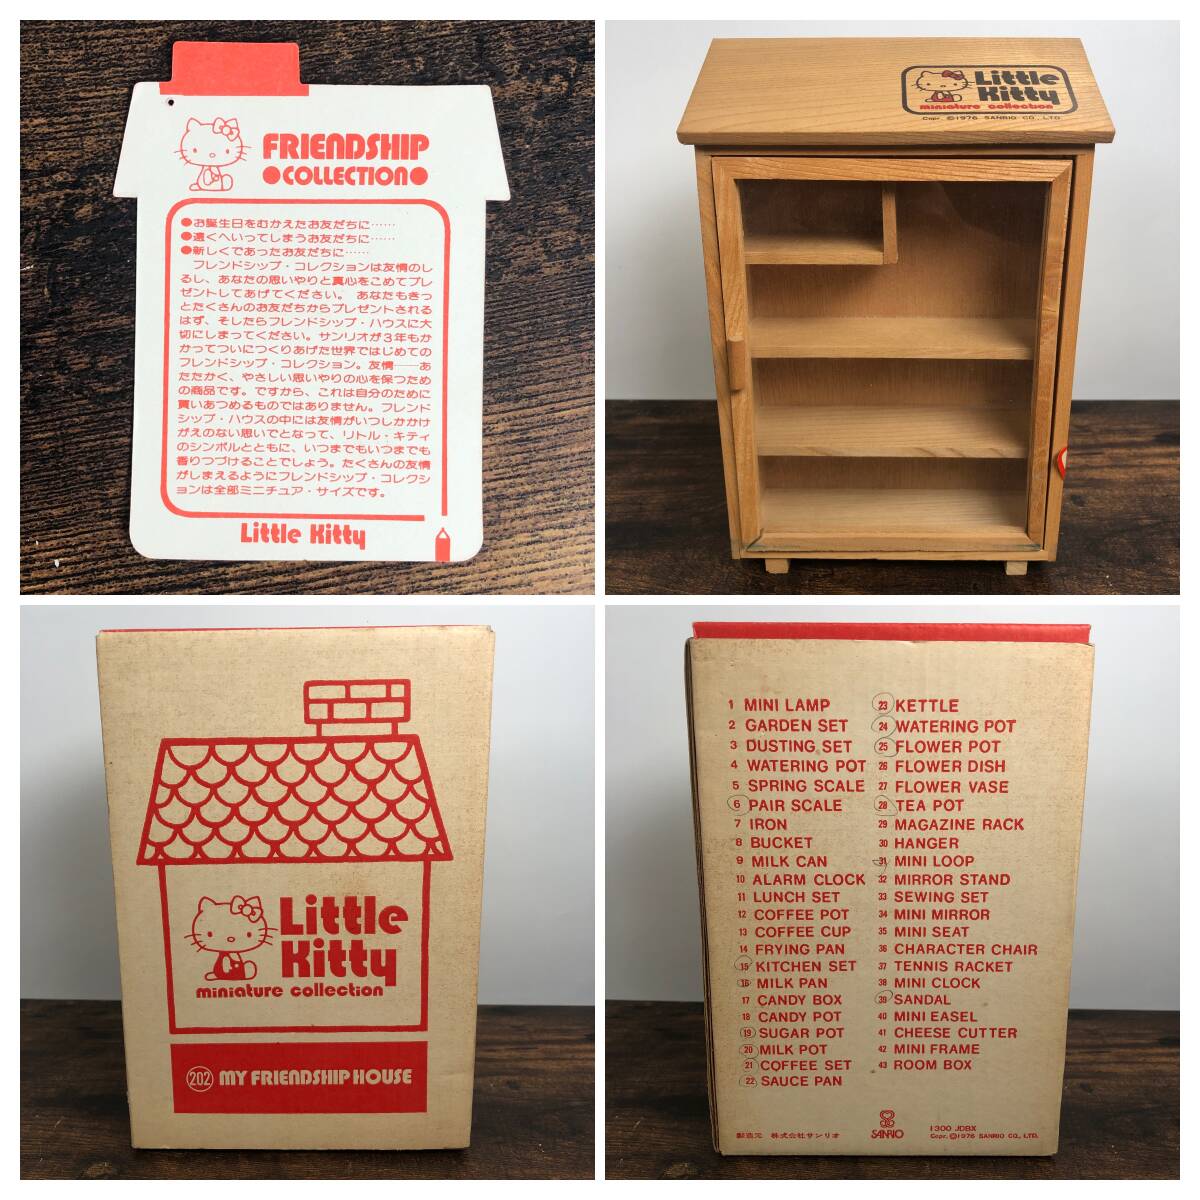 FRIENDSHIP
●COLLECTION●
●お誕生日をむかえたお友だちに……
●遠くへいってしまうお友だちに……
●新しくであったお友だちに……
フレンドシップ・コレクションは友情のし
るし、あなたの思いやりと真心をこめてプレ
ゼントしてあげてください。 あなたもきっ
とたくさんのお友だちからプレゼントされる
はず、そしたらフレンドシップ・ハウスに大
切にしまってください。サンリオが3年もか
かってついにつくりあげた世界ではじめての
フレンドシップ・コレクション。友情——あ
たたかく、やさしい思いやりの心を保つため
の商品です。ですから、これは自分のために
買いあつめるものではありません。フレンド
シップ・ハウスの中には友情がいつしかかけ
がえのない思いでとなって、リトル・キティ
のシンボルとともに、いつまでもいつまでも
香りつづけることでしょう。たくさんの友情
がしまえるようにフレンドシップ・コレクシ
ョンは全部ミニチュア・サイズです。
Little Kitty
Little
Kitty
miniature collection
Copr. ©1976 SANRIO CO., LTD.
Little
Kitty
miniature collection
202 MY FRIENDSHIP HOUSE
1 MINI LAMP
2 GARDEN SET
3 DUSTING SET
4 WATERING POT
5 SPRING SCALE
6 PAIR SCALE
7 IRON
8 BUCKET
9 MILK CAN
10 ALARM CLOCK
11 LUNCH SET
12 COFFEE POT
13 COFFEE CUP
14 FRYING PAN
15 KITCHEN SET
16 MILK PAN
17 CANDY BOX
18 CANDY POT
19 SUGAR POT
20 MILK POT
21 COFFEE SET
22 SAUCE PAN
23 KETTLE
24 WATERING POT
25 FLOWER POT
26 FLOWER DISH
27 FLOWER VASE
28 TEA POT
29 MAGAZINE RACK
30 HANGER
31 MINI LOOP
32 MIRROR STAND
33 SEWING SET
34 MINI MIRROR
35 MINI SEAT
36 CHARACTER CHAIR
37 TENNIS RACKET
38 MINI CLOCK
39 SANDAL
40 MINI EASEL
41 CHEESE CUTTER
42 MINI FRAME
43 ROOM BOX
製造元 株式会社サンリオ
SANRIO
1300 JDBX
Copr. ©1976 SANRIO CO., LTD.